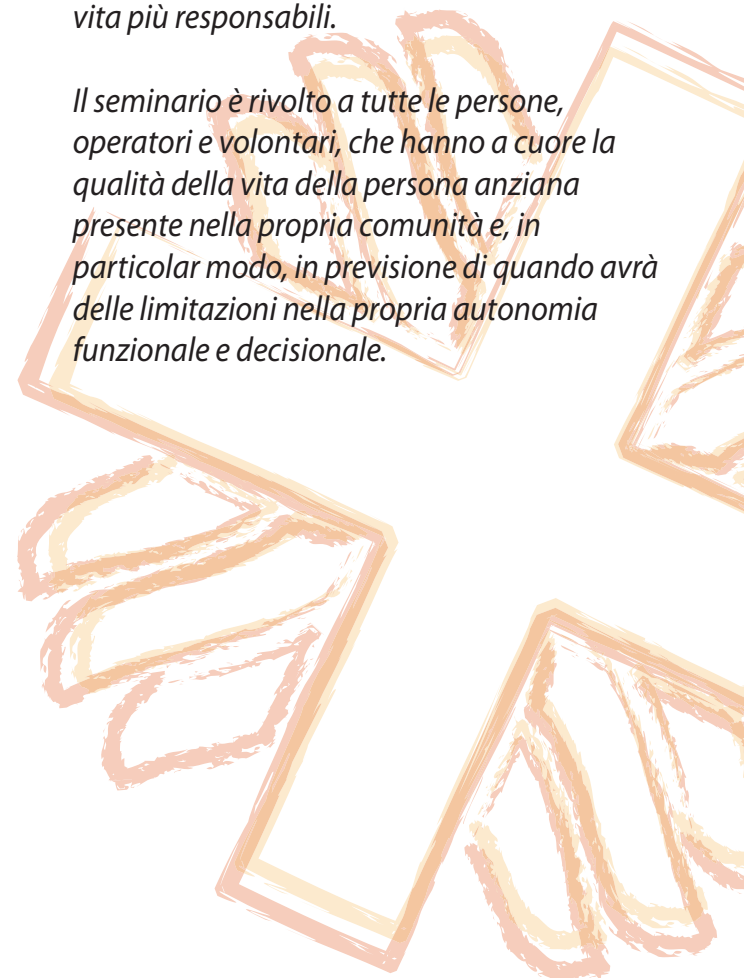 vita più responsabili.
Il seminario è rivolto a tutte le persone,
operatori e volontari, che hanno a cuore la
qualità della vita della persona anziana
presente nella propria comunità e, in
particolar modo, in previsione di quando avrà
delle limitazioni nella propria autonomia
funzionale e decisionale.